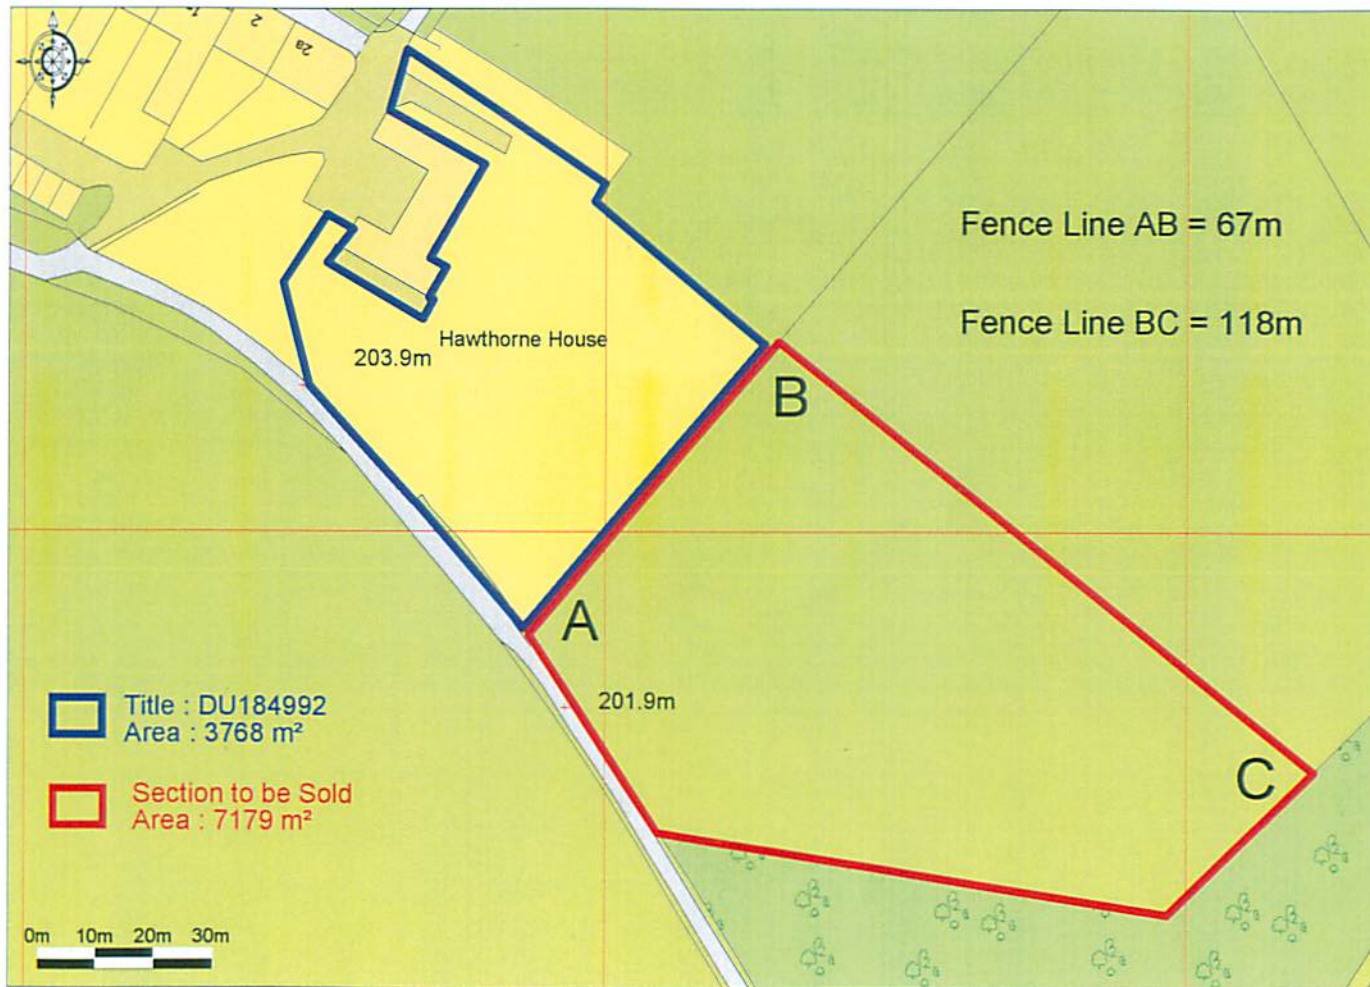 2
2a
Fence Line AB = 67m
Fence Line BC = 118m
Hawthorne House
203.9m
B
A
201.9m
Title : DU184992
Area : 3768 m²
C
Section to be Sold
Area : 7179 m²
0m 10m 20m 30m